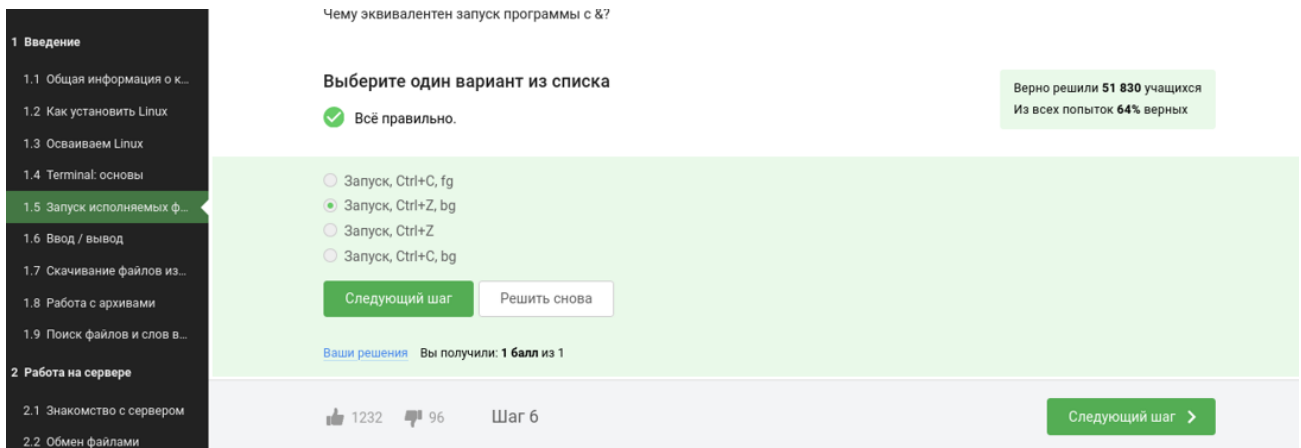 Чему эквивалентен запуск программы с &?
1 Введение
1.1 Общая информация о к...
1.2 Как установить Linux
1.3 Осваиваем Linux
1.4 Terminal: основы
1.5 Запуск исполняемых ф...
1.6 Ввод / вывод
1.7 Скачивание файлов из...
1.8 Работа с архивами
1.9 Поиск файлов и слов в...
2 Работа на сервере
2.1 Знакомство с сервером
2.2 Обмен файлами
Выберите один вариант из списка
Всё правильно.
Верно решили 51 830 учащихся
Из всех попыток 64% верных
Запуск, Ctrl+C, fg
Запуск, Ctrl+Z, bg
Запуск, Ctrl+Z
Запуск, Ctrl+C, bg
Следующий шаг
Решить снова
Ваши решения Вы получили: 1 балл из 1
1232 96 Шаг 6
Следующий шаг